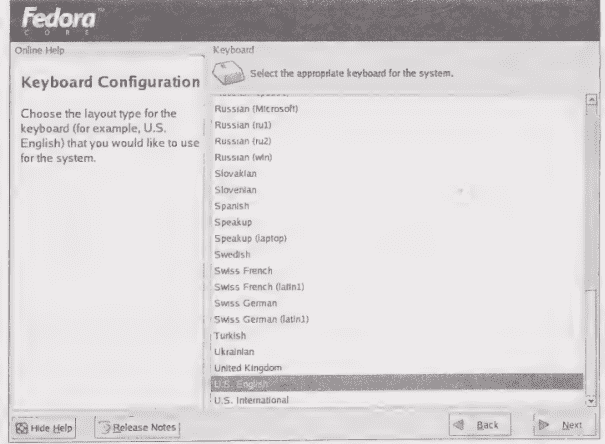 Fedora
CORE
Online Help
Keyboard Configuration
Choose the layout type for the
keyboard (for example, U.S.
English) that you would like to use
for the system.
Keyboard
Select the appropriate keyboard for the system.
Russian (Microsoft)
Russian (ru1)
Russian (ru2)
Russian (win)
Slovakian
Slovenian
Spanish
Speakup
Speakup (laptop)
Swedish
Swiss French
Swiss French (latin1)
Swiss German
Swiss German (latin1)
Turkish
Ukrainian
United Kingdom
U.S. English
U.S. International
Hide Help
Release Notes
Back
Next